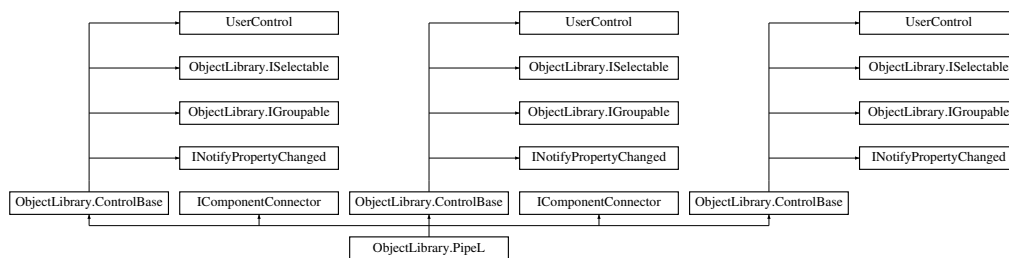 UserControl UserControl UserControl
ObjectLibrary.ISelectable ObjectLibrary.ISelectable ObjectLibrary.ISelectable
ObjectLibrary.IGroupable ObjectLibrary.IGroupable ObjectLibrary.IGroupable
INotifyPropertyChanged INotifyPropertyChanged INotifyPropertyChanged
ObjectLibrary.ControlBase IComponentConnector ObjectLibrary.ControlBase IComponentConnector ObjectLibrary.ControlBase
ObjectLibrary.PipeL